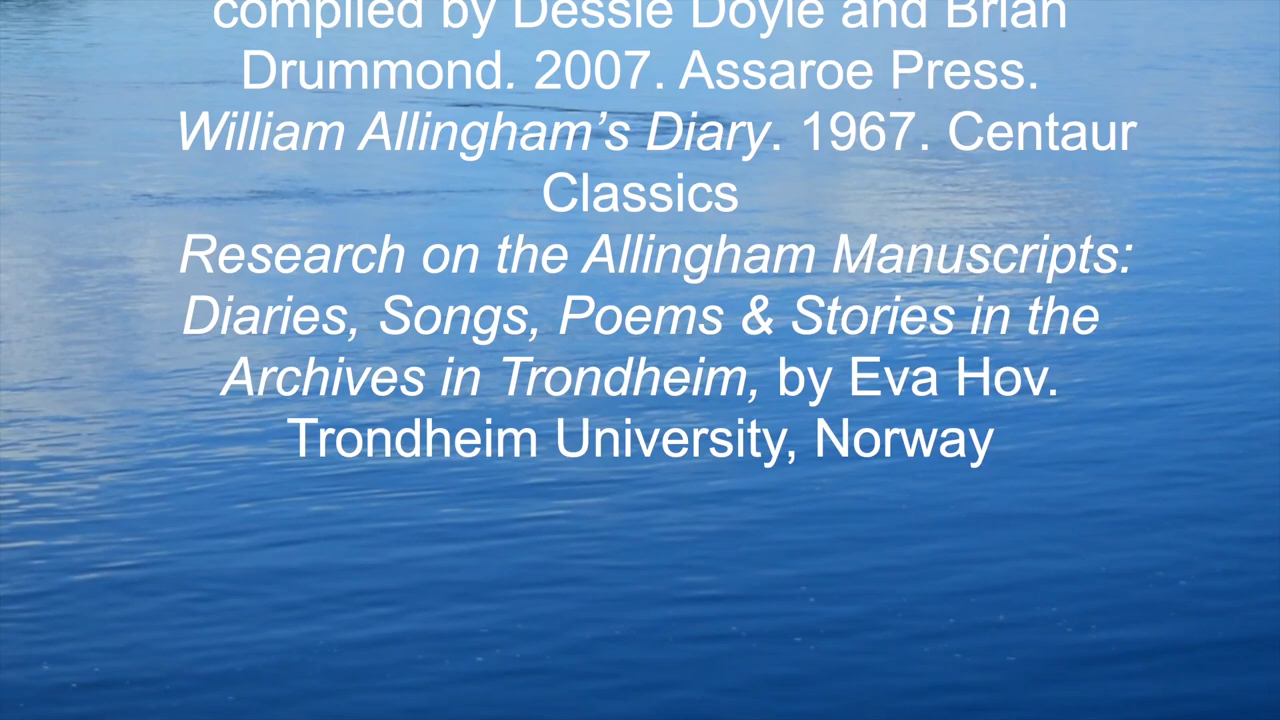 compiled by Dessie Doyle and Brian
Drummond. 2007. Assaroe Press.
William Allingham’s Diary. 1967. Centaur
Classics
Research on the Allingham Manuscripts:
Diaries, Songs, Poems & Stories in the
Archives in Trondheim, by Eva Hov.
Trondheim University, Norway